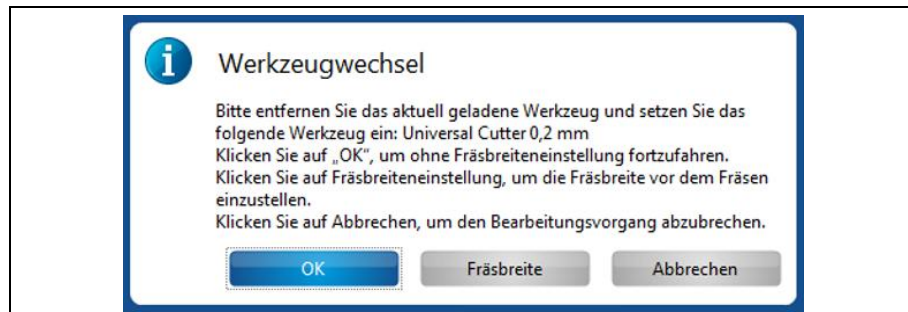 Werkzeugwechsel
Bitte entfernen Sie das aktuell geladene Werkzeug und setzen Sie das
folgende Werkzeug ein: Universal Cutter 0,2 mm
Klicken Sie auf „OK“, um ohne Fräsbreiteneinstellung fortzufahren.
Klicken Sie auf Fräsbreiteneinstellung, um die Fräsbreite vor dem Fräsen
einzustellen.
Klicken Sie auf Abbrechen, um den Bearbeitungsvorgang abzubrechen.
OK Fräsbreite Abbrechen